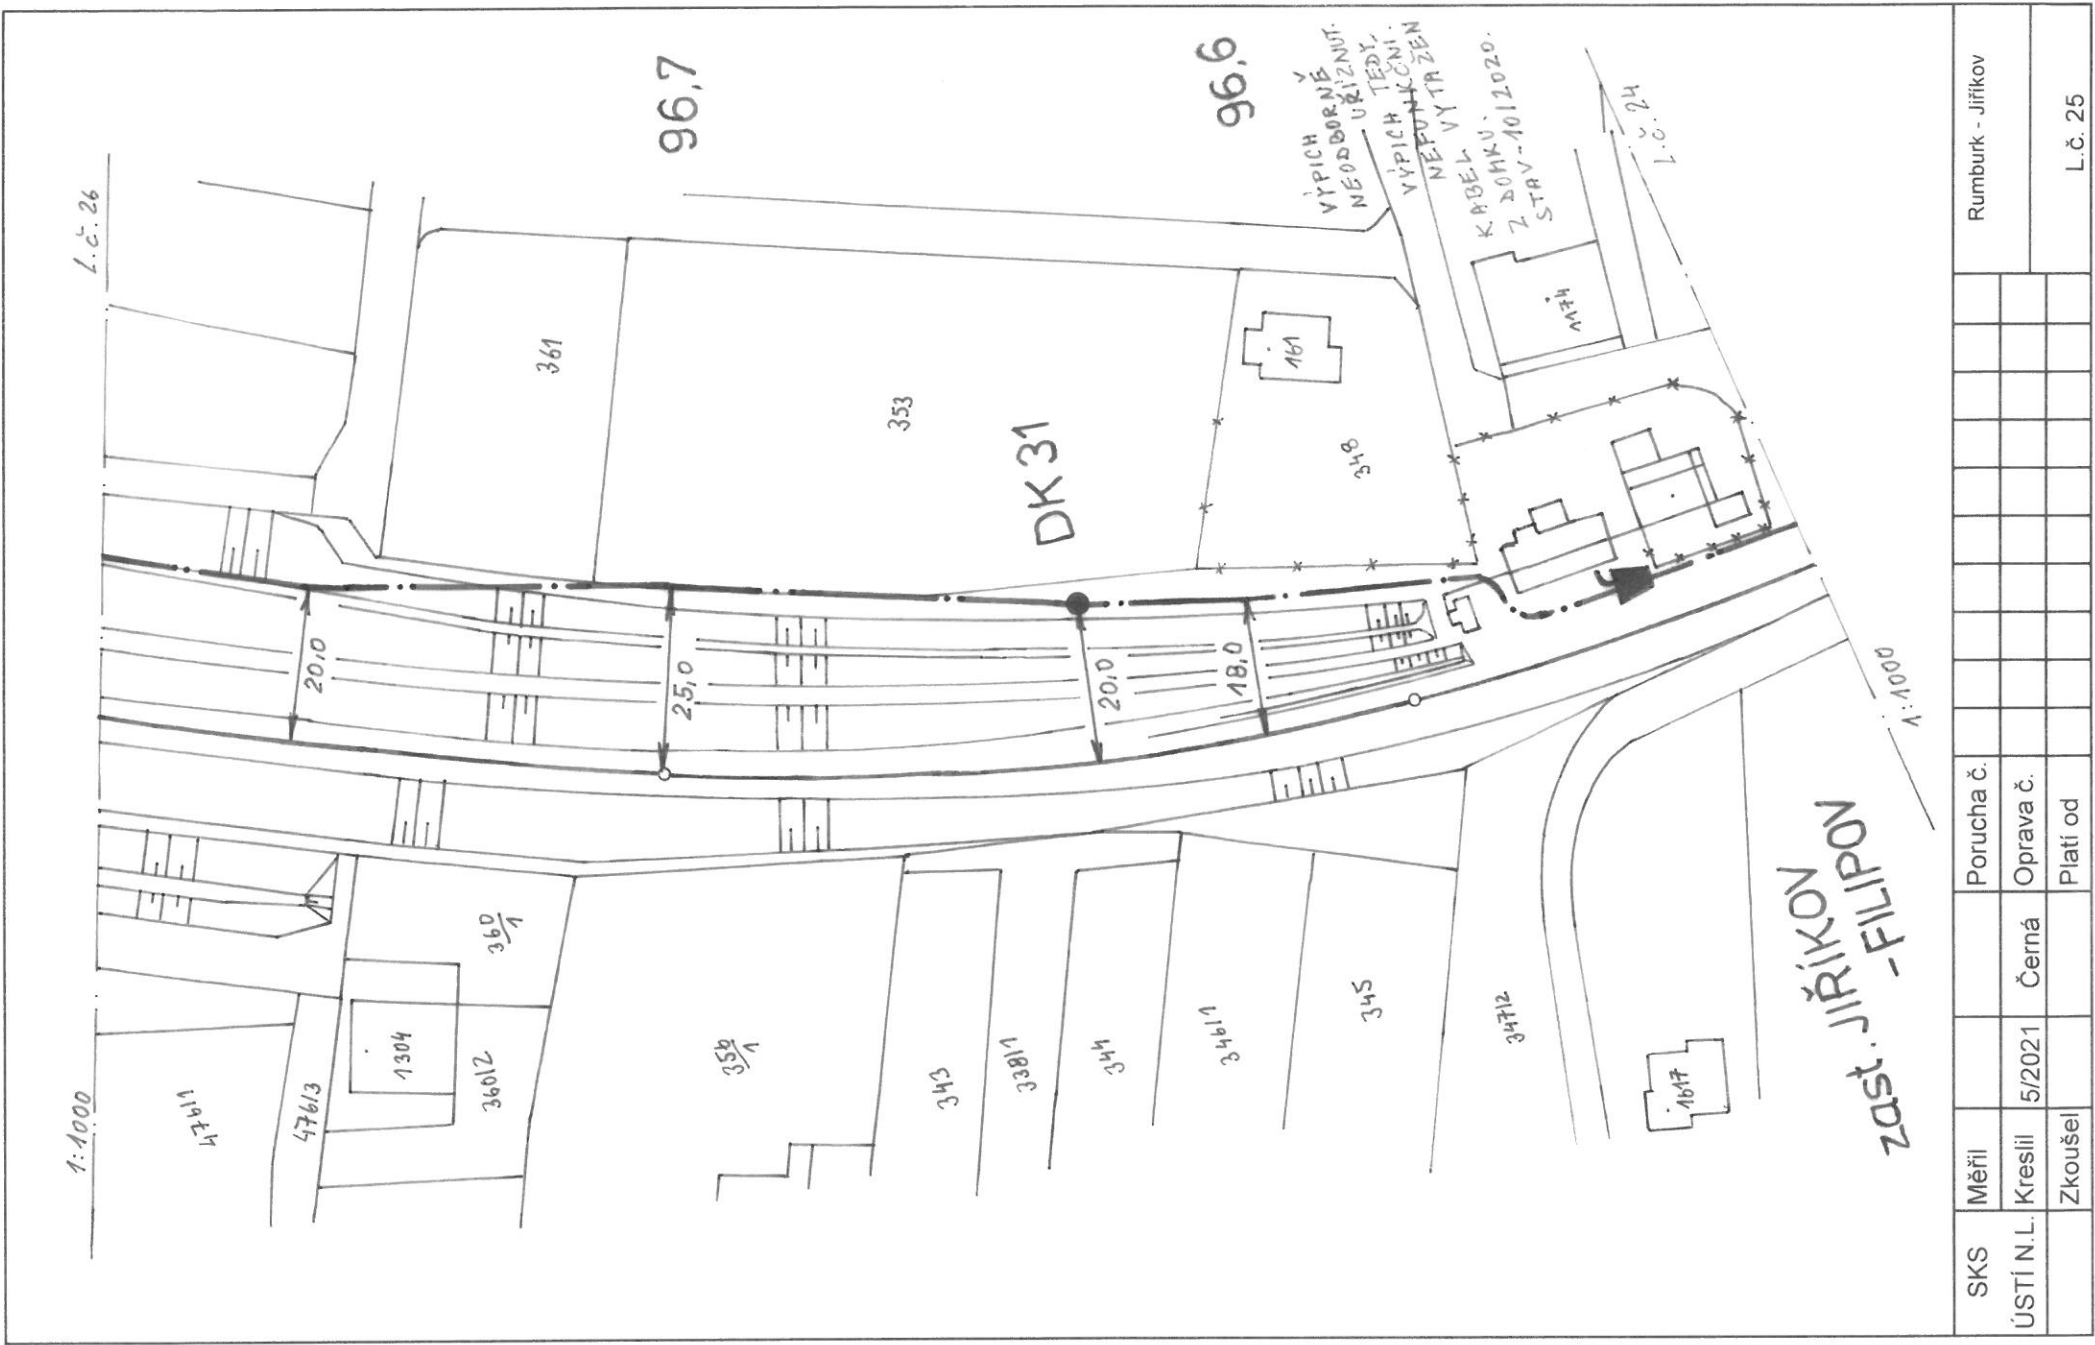 L.č. 26
96,7
96,6
VÝPICH
NEODBORNĚ
UŘÍZNUT.
VÝPICH TEDY,
NEFUNKČNÍ.
KABEL VYTAŽEN
Z DOMKU.
STAV-10/2020.
L.č. 24
361
353
161
1174
DK 31
348
20,0
25,0
20,0
18,0
1:1000
360/1
1304
476/1
476/3
360/2
356/1
343
338/1
344
346/1
345
347/2
1617
1:1000
zast. JIŘÍKOV
-FILIPOV
SKS
ÚSTÍ N.L.
Měřil
Kreslil
Zkoušel
5/2021
Černá
Porucha č.
Oprava č.
Platí od
Rumburk - Jiříkov
L.č. 25